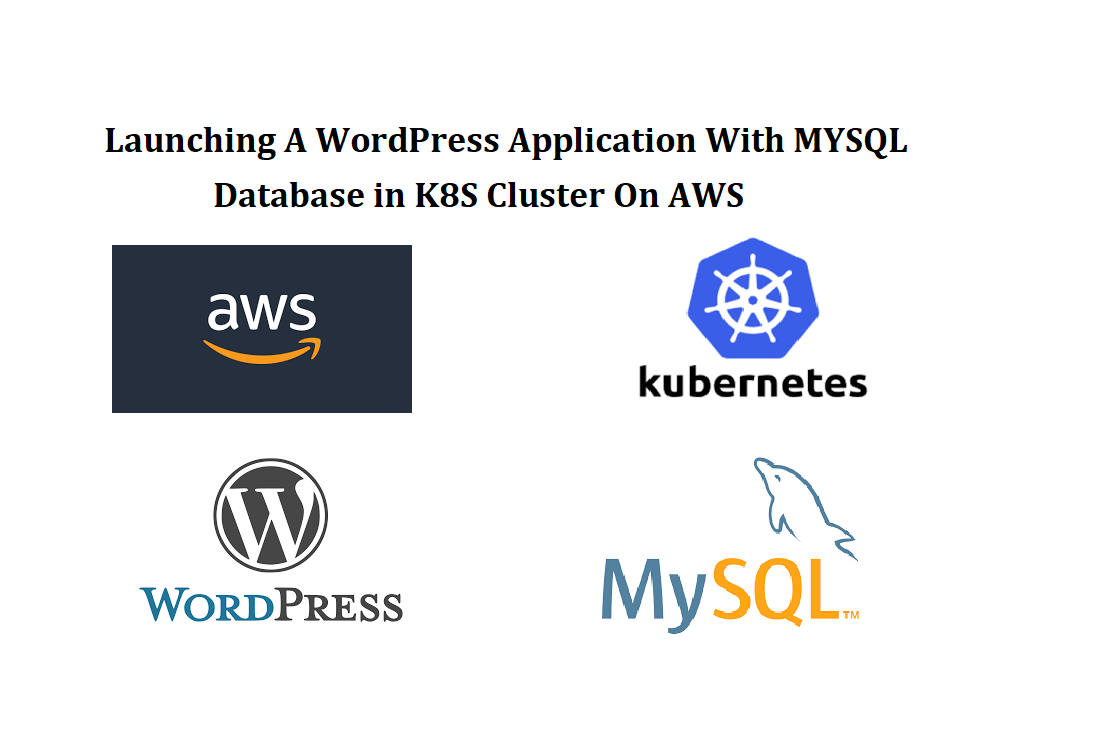 Launching A WordPress Application With MYSQL
Database in K8S Cluster On AWS
aws
kubernetes
W
WORDPRESS
MySQL™